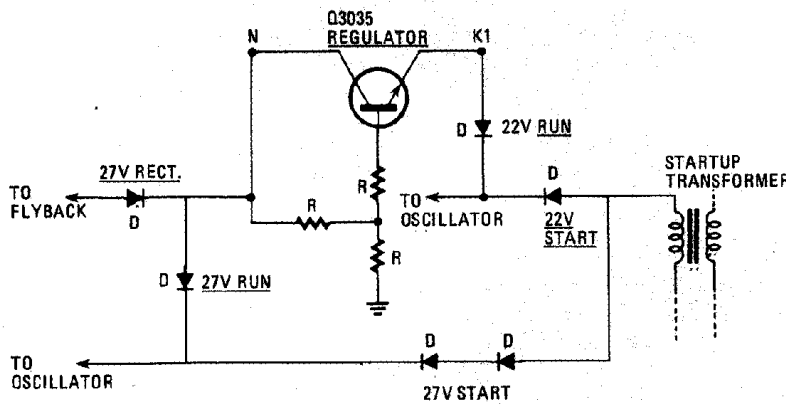 Q3035
REGULATOR
N
K1
D
22V RUN
27V RECT.
TO
FLYBACK
D
R
R
R
TO
OSCILLATOR
D
22V
START
STARTUP
TRANSFORMER
D
27V RUN
TO
OSCILLATOR
D
D
27V START